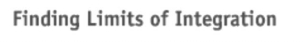 Finding Limits of Integration